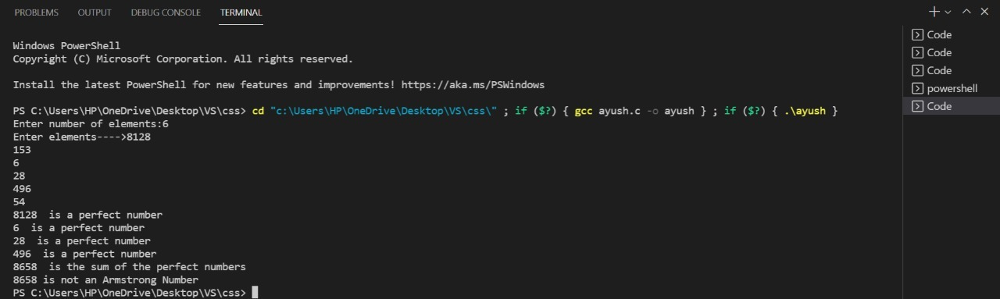 PROBLEMS OUTPUT DEBUG CONSOLE TERMINAL
Windows PowerShell
Copyright (C) Microsoft Corporation. All rights reserved.
Install the latest PowerShell for new features and improvements! https://aka.ms/PSWindows
PS C:\Users\HP\OneDrive\Desktop\VS\css> cd "c:\Users\HP\OneDrive\Desktop\VS\css\" ; if ($?) { gcc ayush.c -o ayush } ; if ($?) { .\ayush }
Enter number of elements:6
Enter elements---->8128
153
6
28
496
54
8128  is a perfect number
6  is a perfect number
28  is a perfect number
496  is a perfect number
8658  is the sum of the perfect numbers
8658 is not an Armstrong Number
PS C:\Users\HP\OneDrive\Desktop\VS\css>
Code
Code
Code
powershell
Code